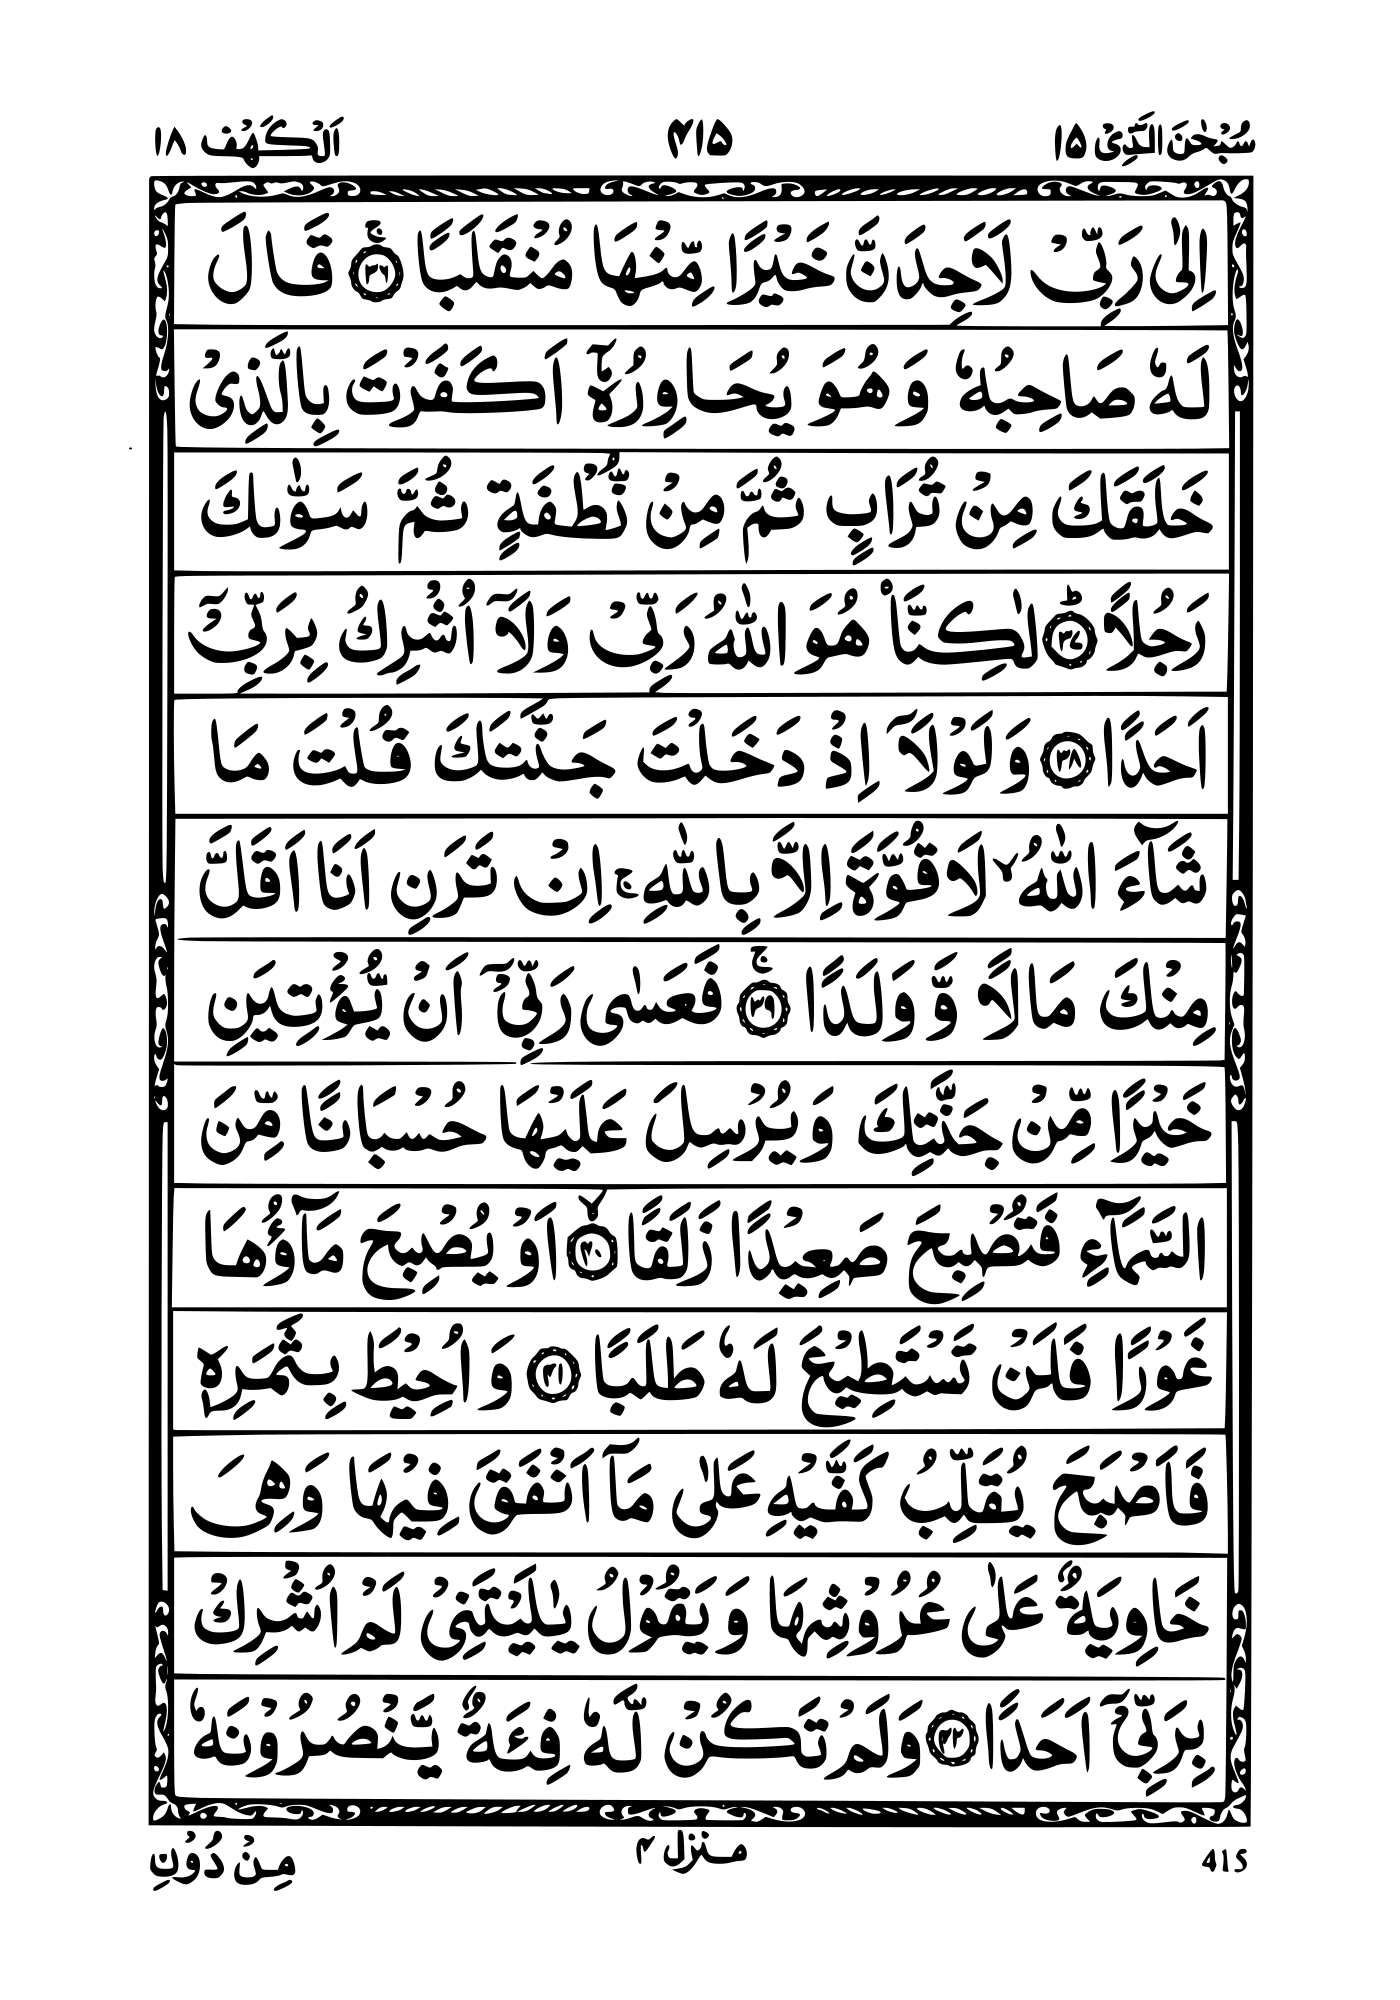 سُبْحٰنَ الَّذِیْۤ ۱۵
۴۱۵
اَلْكَهْف ۱۸
اِلٰی رَبِّیْ لَاَجِدَنَّ خَیْرًا مِّنْهَا مُنْقَلَبًا ۚ﴿۳۶﴾ قَالَ
لَهٗ صَاحِبُهٗ وَهُوَ یُحَاوِرُهٗۤ اَكَفَرْتَ بِالَّذِیْ
خَلَقَكَ مِنْ تُرَابٍ ثُمَّ مِنْ نُّطْفَةٍ ثُمَّ سَوّٰىكَ
رَجُلًا ؕ﴿۳۷﴾ لٰكِنَّا۠ هُوَ اللّٰهُ رَبِّیْ وَلَاۤ اُشْرِكُ بِرَبِّیْۤ
اَحَدًا ﴿۳۸﴾ وَلَوْلَاۤ اِذْ دَخَلْتَ جَنَّتَكَ قُلْتَ مَا
شَآءَ اللّٰهُ ۙ لَا قُوَّةَ اِلَّا بِاللّٰهِ ۚ اِنْ تَرَنِ اَنَا اَقَلَّ
مِنْكَ مَالًا وَّ وَلَدًا ۚ﴿۳۹﴾ فَعَسٰی رَبِّیْۤ اَنْ یُّؤْتِیَنِ
خَیْرًا مِّنْ جَنَّتِكَ وَیُرْسِلَ عَلَیْهَا حُسْبَانًا مِّنَ
السَّمَآءِ فَتُصْبِحَ صَعِیْدًا زَلَقًا ۙ﴿۴۰﴾ اَوْ یُصْبِحَ مَآؤُهَا
غَوْرًا فَلَنْ تَسْتَطِیْعَ لَهٗ طَلَبًا ﴿۴۱﴾ وَ اُحِیْطَ بِثَمَرِهٖ
فَاَصْبَحَ یُقَلِّبُ كَفَّیْهِ عَلٰی مَاۤ اَنْفَقَ فِیْهَا وَهِیَ
خَاوِیَةٌ عَلٰی عُرُوْشِهَا وَیَقُوْلُ یٰلَیْتَنِیْ لَمْ اُشْرِكْ
بِرَبِّیْۤ اَحَدًا ﴿۴۲﴾ وَلَمْ تَكُنْ لَّهٗ فِئَةٌ یَّنْصُرُوْنَهٗ
415
منزل ۴
مِنْ دُوْنِ